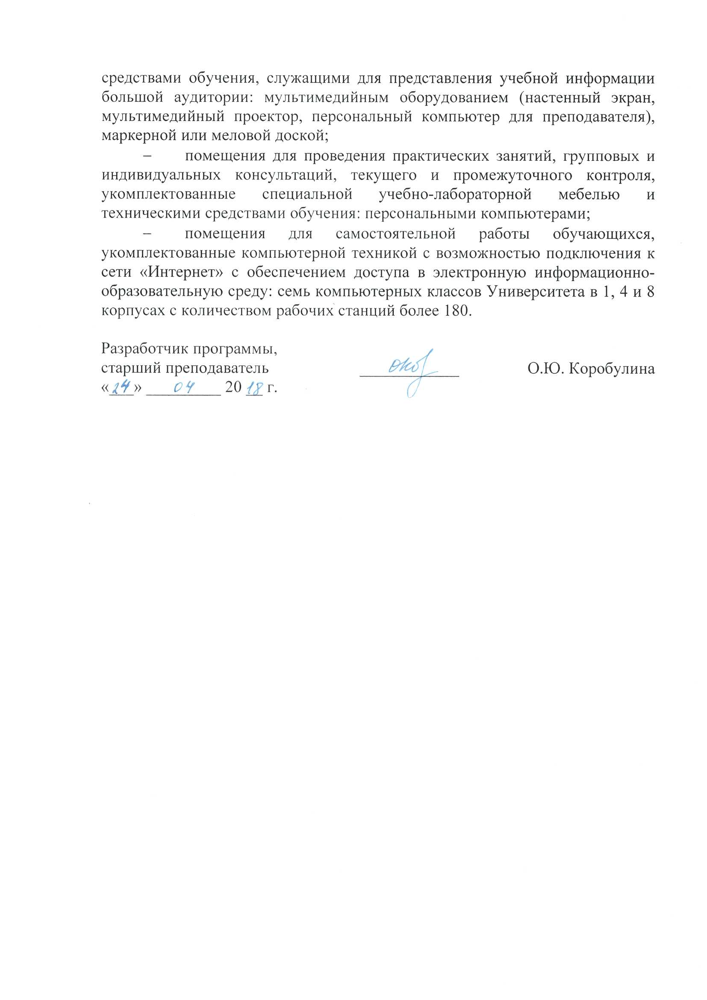 средствами обучения, служащими для представления учебной информации
большой аудитории: мультимедийным оборудованием (настенный экран,
мультимедийный проектор, персональный компьютер для преподавателя),
маркерной или меловой доской;
– помещения для проведения практических занятий, групповых и
индивидуальных консультаций, текущего и промежуточного контроля,
укомплектованные специальной учебно-лабораторной мебелью и
техническими средствами обучения: персональными компьютерами;
– помещения для самостоятельной работы обучающихся,
укомплектованные компьютерной техникой с возможностью подключения к
сети «Интернет» с обеспечением доступа в электронную информационно-
образовательную среду: семь компьютерных классов Университета в 1, 4 и 8
корпусах с количеством рабочих станций более 180.
Разработчик программы,
старший преподаватель О.Ю. Коробулина
«24» 04 2018 г.